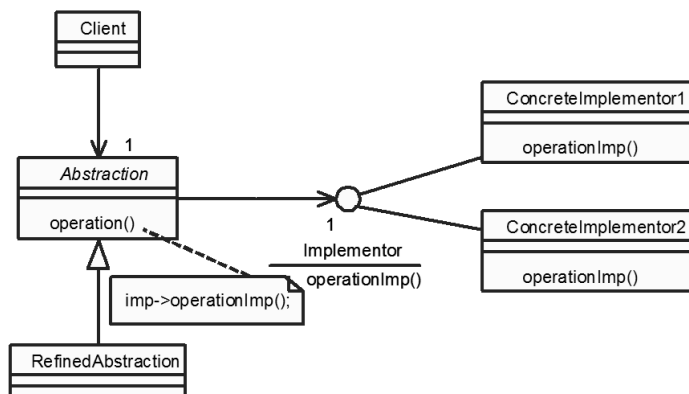 Client
ConcreteImplementor1
operationImp()
1
Abstraction
operation()
1
ConcreteImplementor2
operationImp()
Implementor
operationImp()
imp->operationImp();
RefinedAbstraction